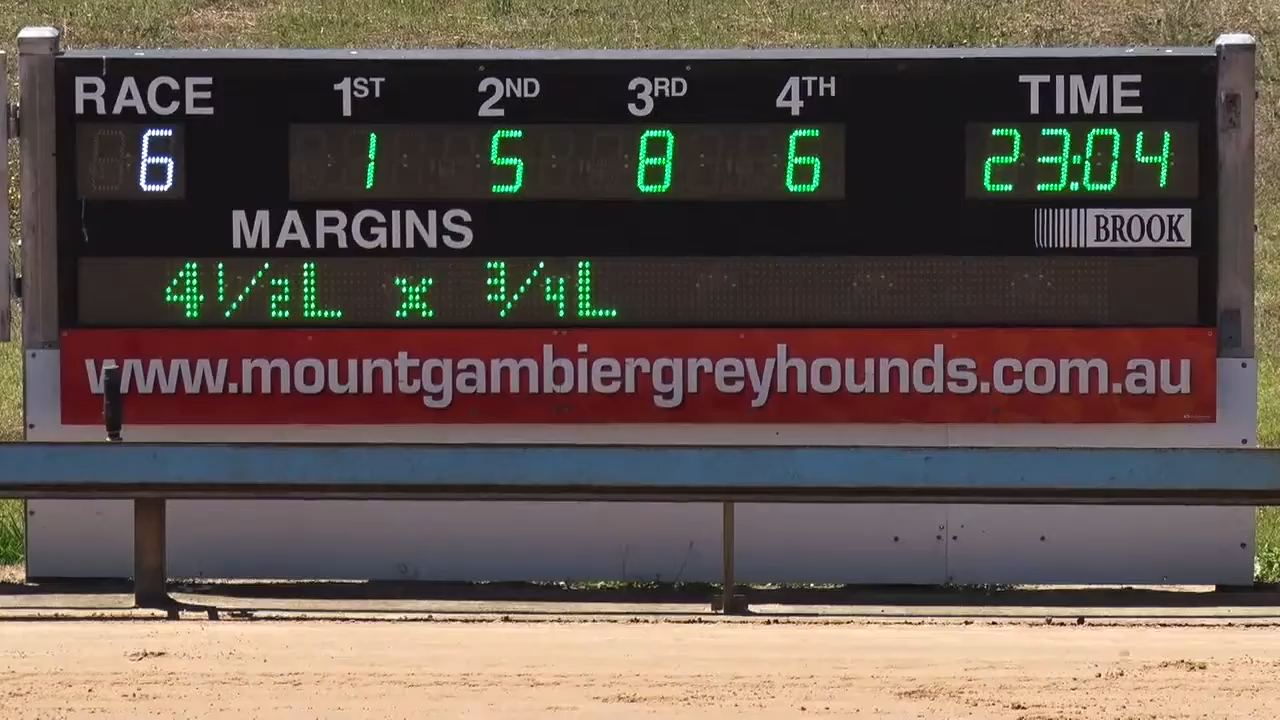 RACE 1ST 2ND 3RD 4TH TIME
6 1 5 8 6 23:04
MARGINS BROOK
4½L x ¾L
www.mountgambiergreyhounds.com.au